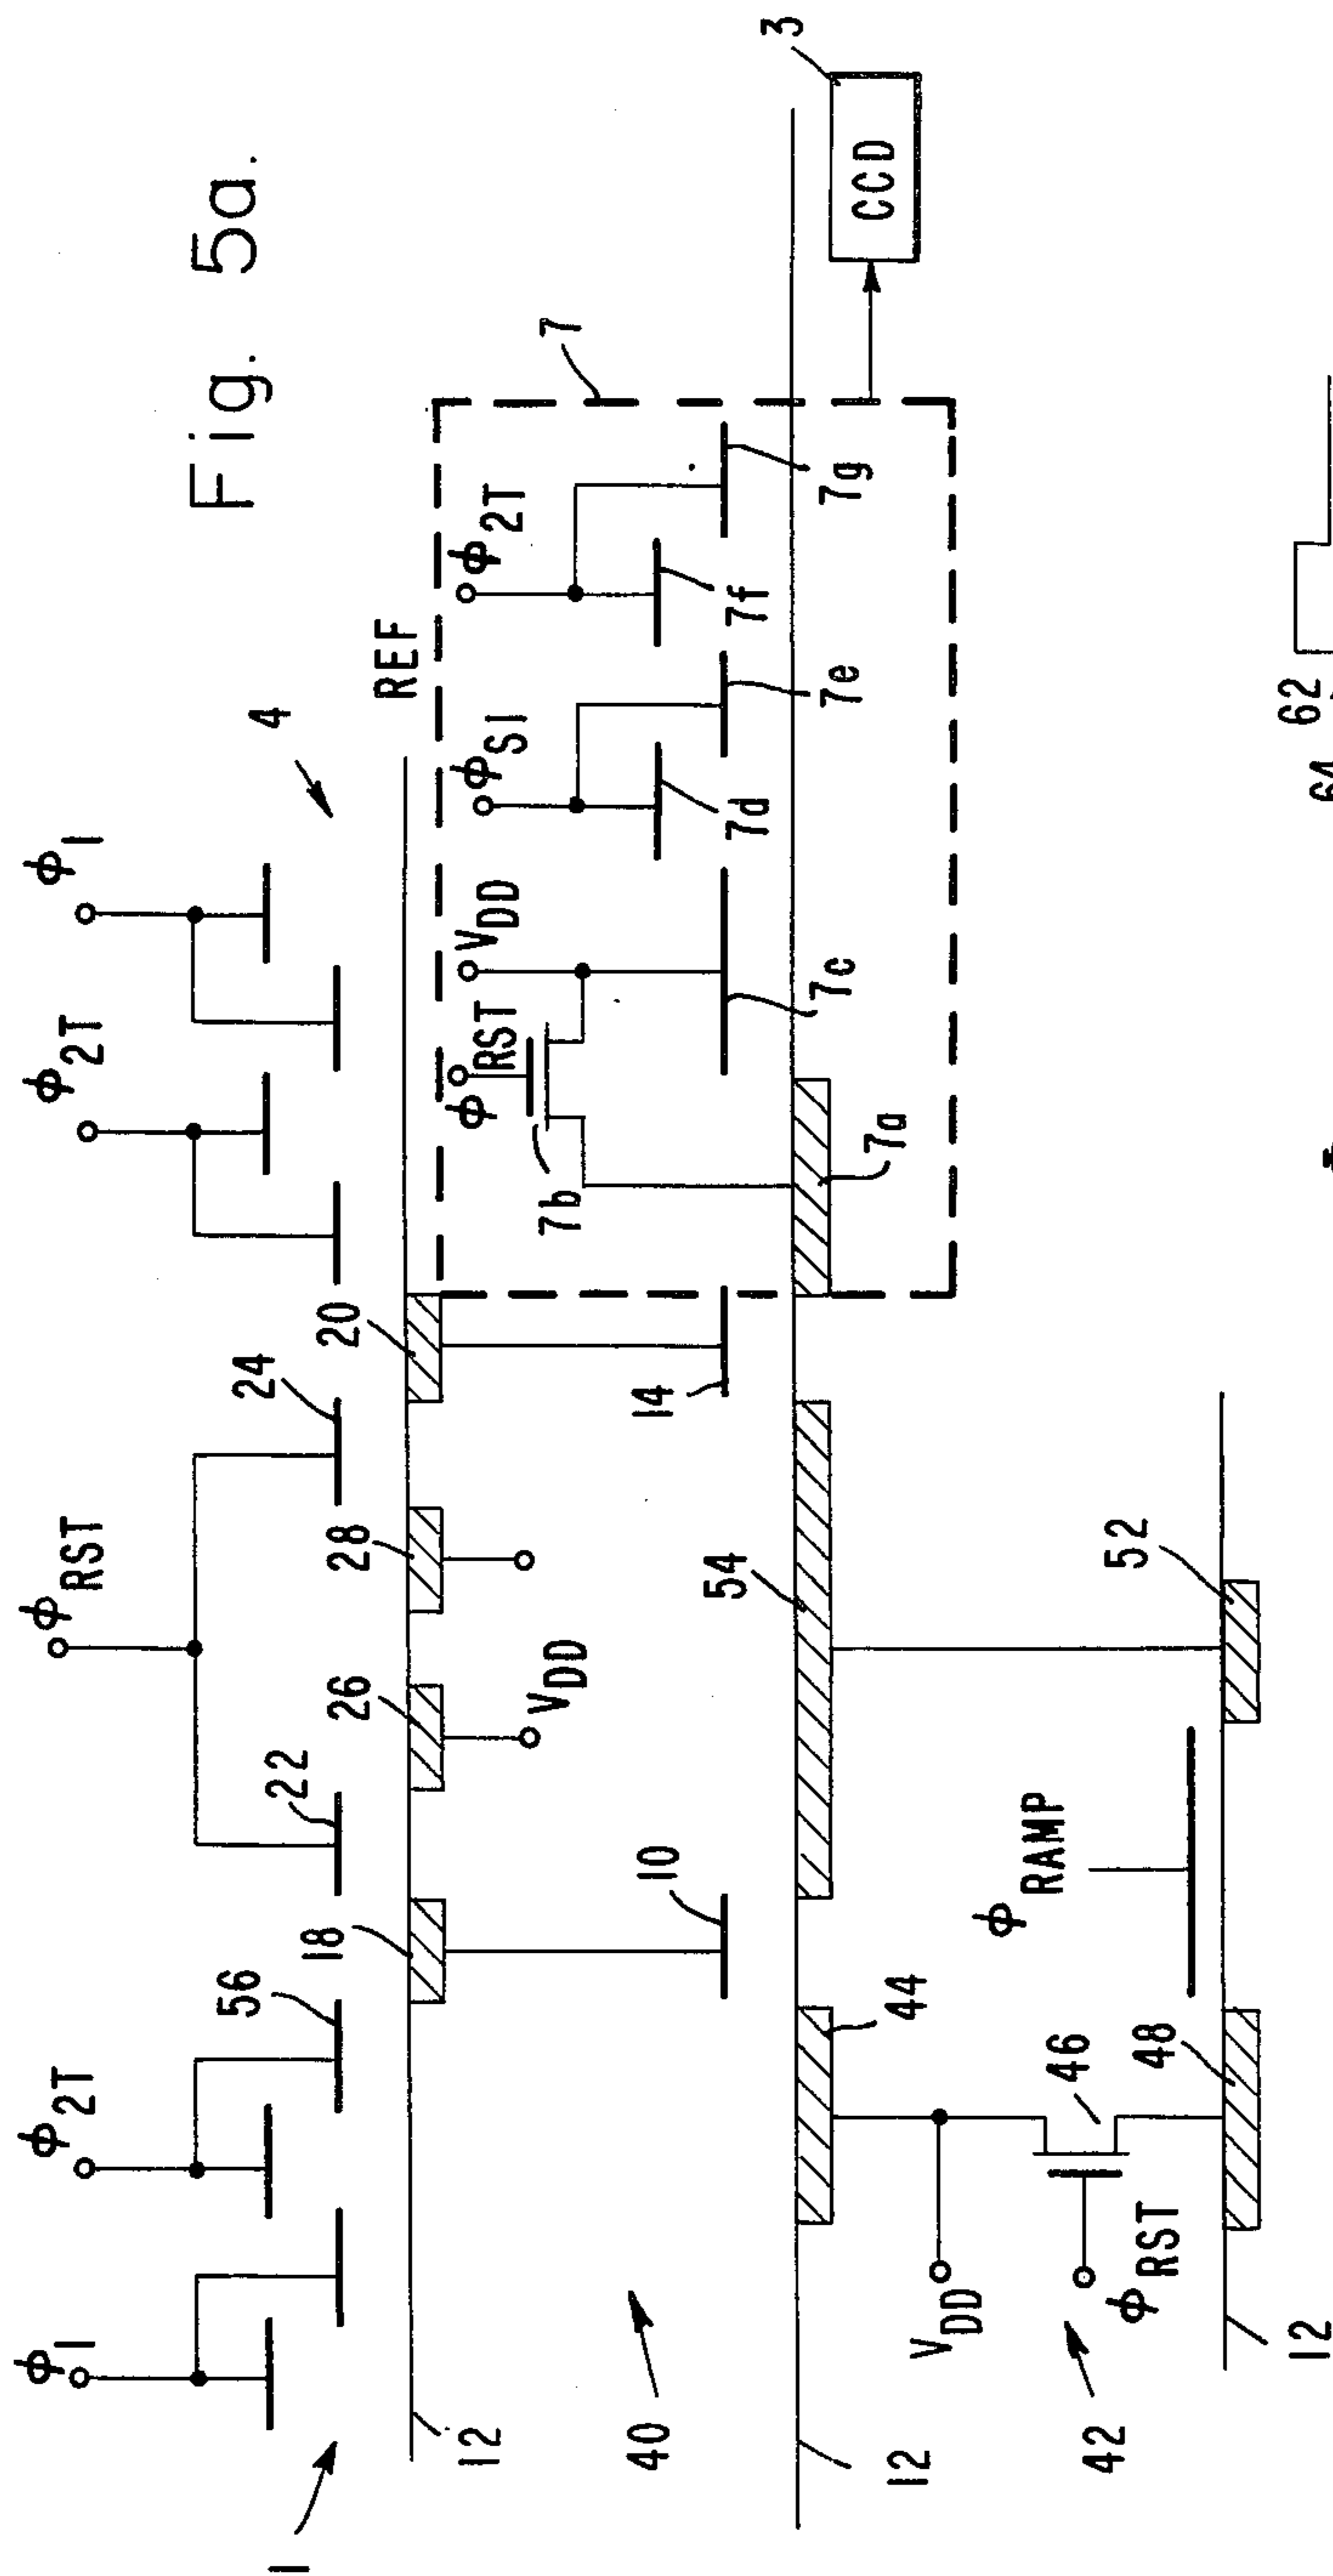 Fig. 5a.
1
ϕ1
ϕ2T
ϕRST
ϕ2T
ϕ1
4
56
22
24
18
26
28
20
12
VDD
REF
7
40
10
14
ϕRST
VDD
ϕSI
ϕ2T
7b
7c
7d
7e
7f
7g
7a
3
CCD
12
44
54
VDD
42
ϕRST
46
48
ϕRAMP
52
12
62
64